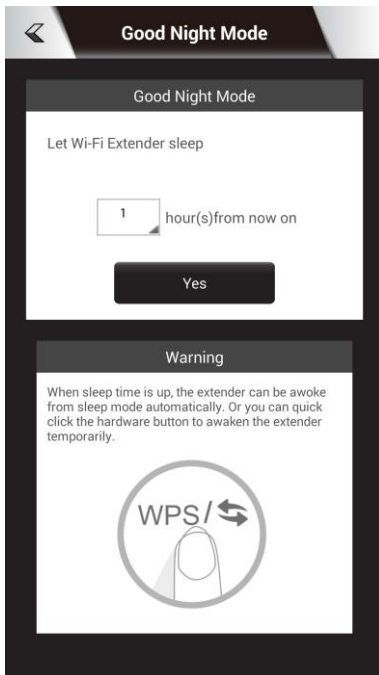 Good Night Mode
Good Night Mode
Let Wi-Fi Extender sleep
1 hour(s)from now on
Yes
Warning
When sleep time is up, the extender can be awoke
from sleep mode automatically. Or you can quick
click the hardware button to awaken the extender
temporarily.
WPS/